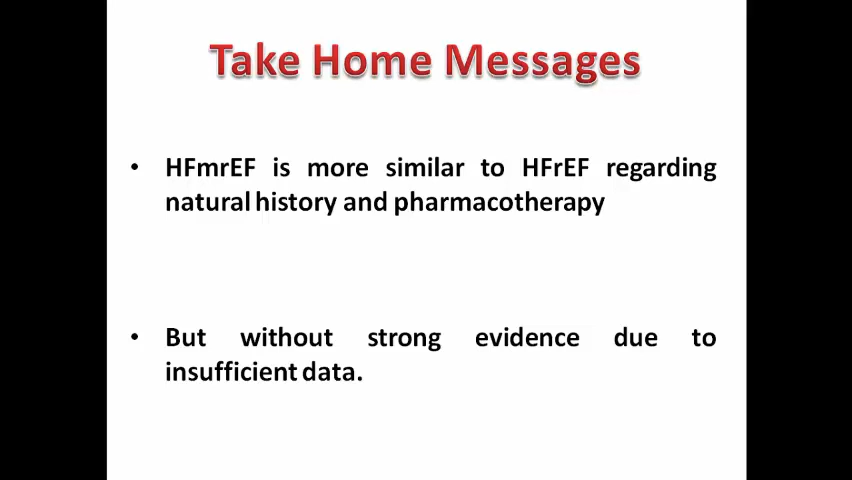 Take Home Messages
• HFmrEF is more similar to HFrEF regarding
natural history and pharmacotherapy
• But without strong evidence due to
insufficient data.